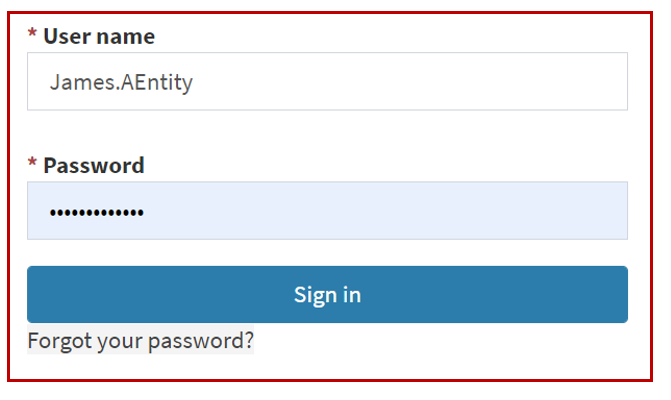 * User name
James.AEntity
* Password
•••••••••••••
Sign in
Forgot your password?